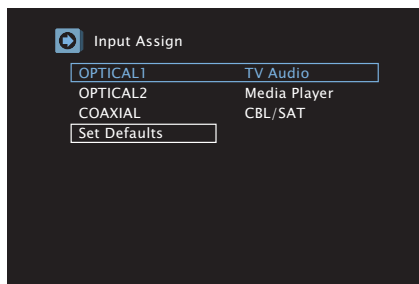 Input Assign
OPTICAL1 TV Audio
OPTICAL2 Media Player
COAXIAL CBL/SAT
Set Defaults